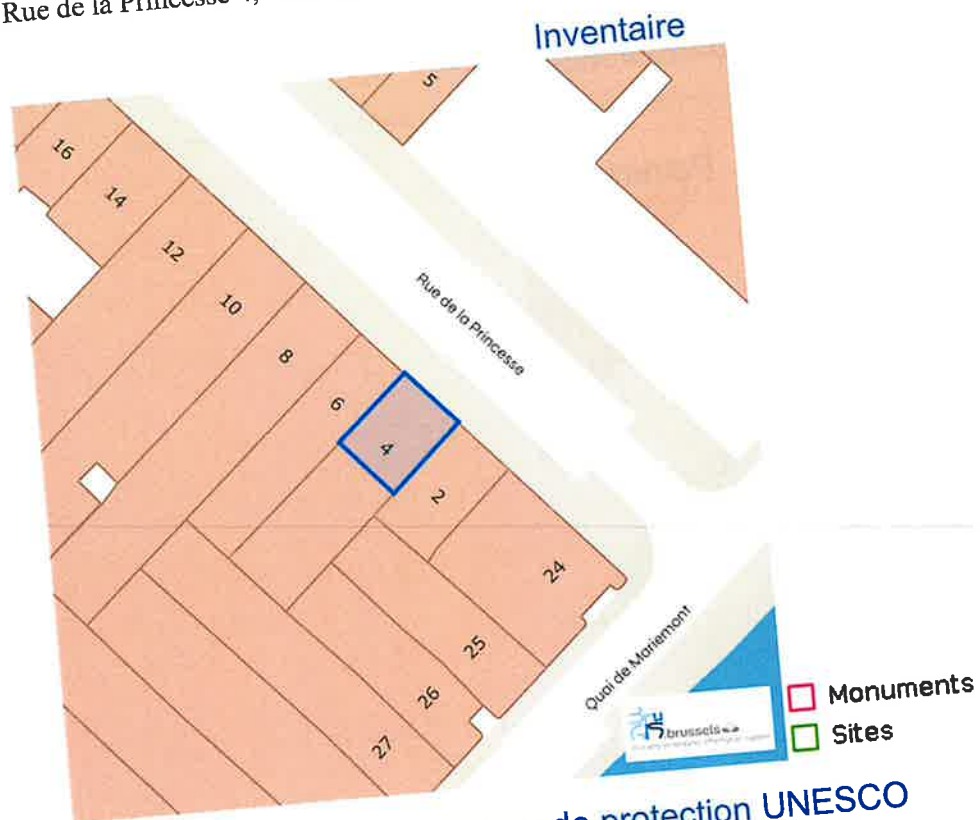 Rue de la Princesse 4,
Inventaire
5
16
14
12
10
8
6
4
2
24
25
26
27
Rue de la Princesse
Quai de Mariemont
.brussels
Monuments
Sites
de protection UNESCO